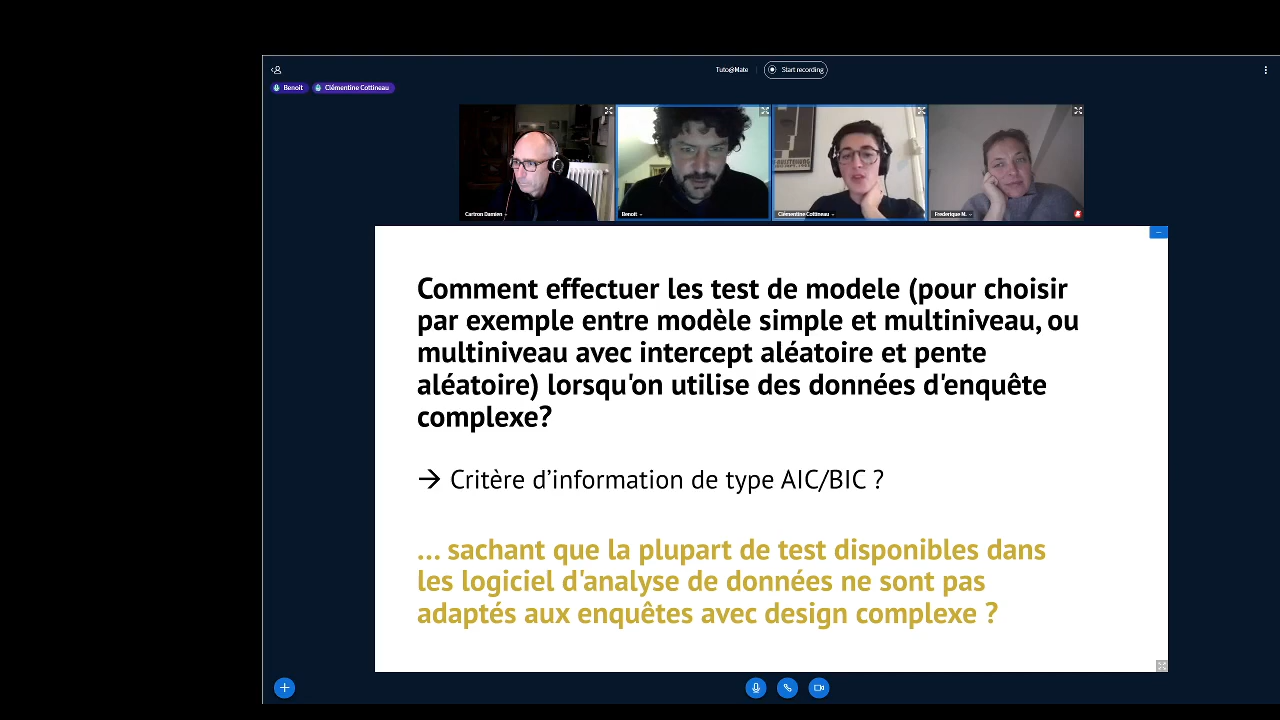 Tuto@Mate
Start recording
Benoit
Clémentine Cottineau
Cartron Damien
Benoit
Clémentine Cottineau
Frederique M.
Comment effectuer les test de modele (pour choisir
par exemple entre modèle simple et multiniveau, ou
multiniveau avec intercept aléatoire et pente
aléatoire) lorsqu'on utilise des données d'enquête
complexe?
→ Critère d’information de type AIC/BIC ?
... sachant que la plupart de test disponibles dans
les logiciel d'analyse de données ne sont pas
adaptés aux enquêtes avec design complexe ?